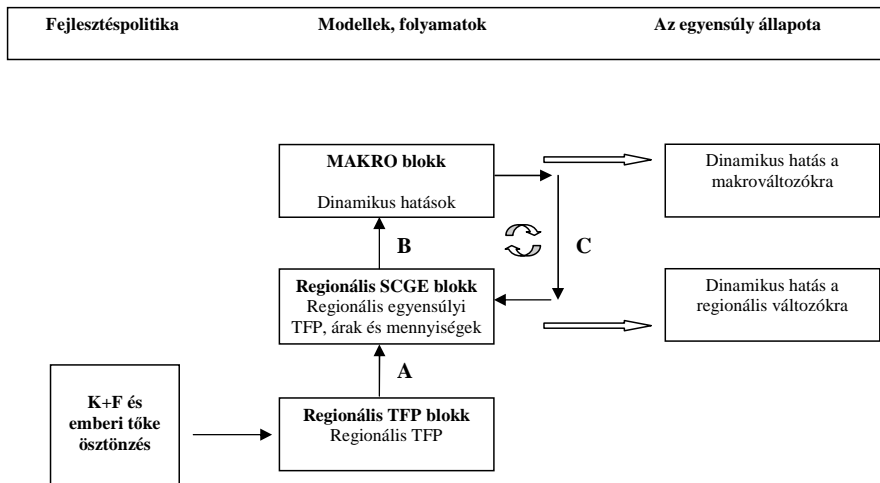 Fejlesztéspolitika Modellek, folyamatok Az egyensúly állapota
MAKRO blokk
Dinamikus hatások
Dinamikus hatás a
makrováltozókra
B
C
Regionális SCGE blokk
Regionális egyensúlyi
TFP, árak és mennyiségek
Dinamikus hatás a
regionális változókra
A
K+F és
emberi tőke
ösztönzés
Regionális TFP blokk
Regionális TFP